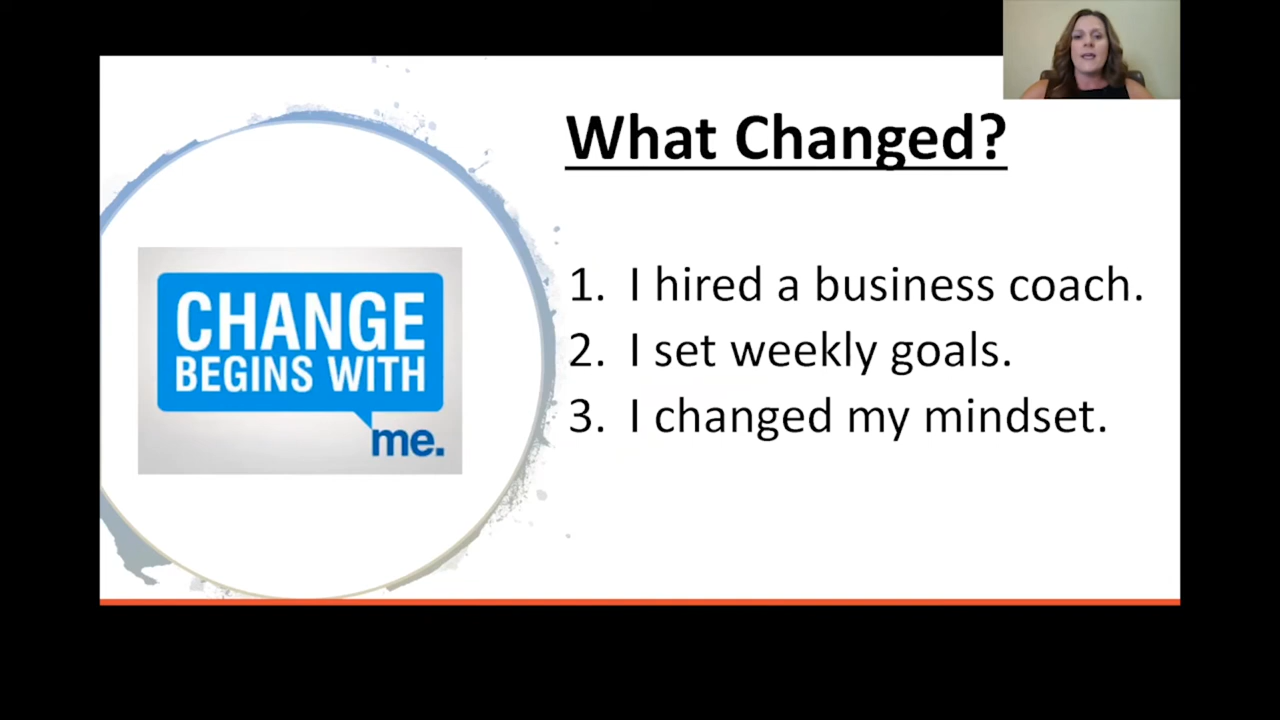 What Changed?
CHANGE
BEGINS WITH
me.
1. I hired a business coach.
2. I set weekly goals.
3. I changed my mindset.